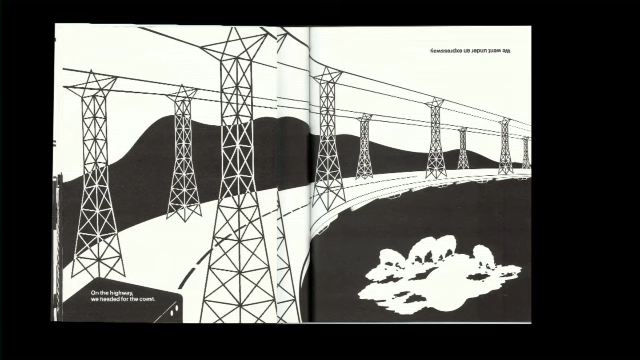 On the highway,
we headed for the coast.
We went under an expressway